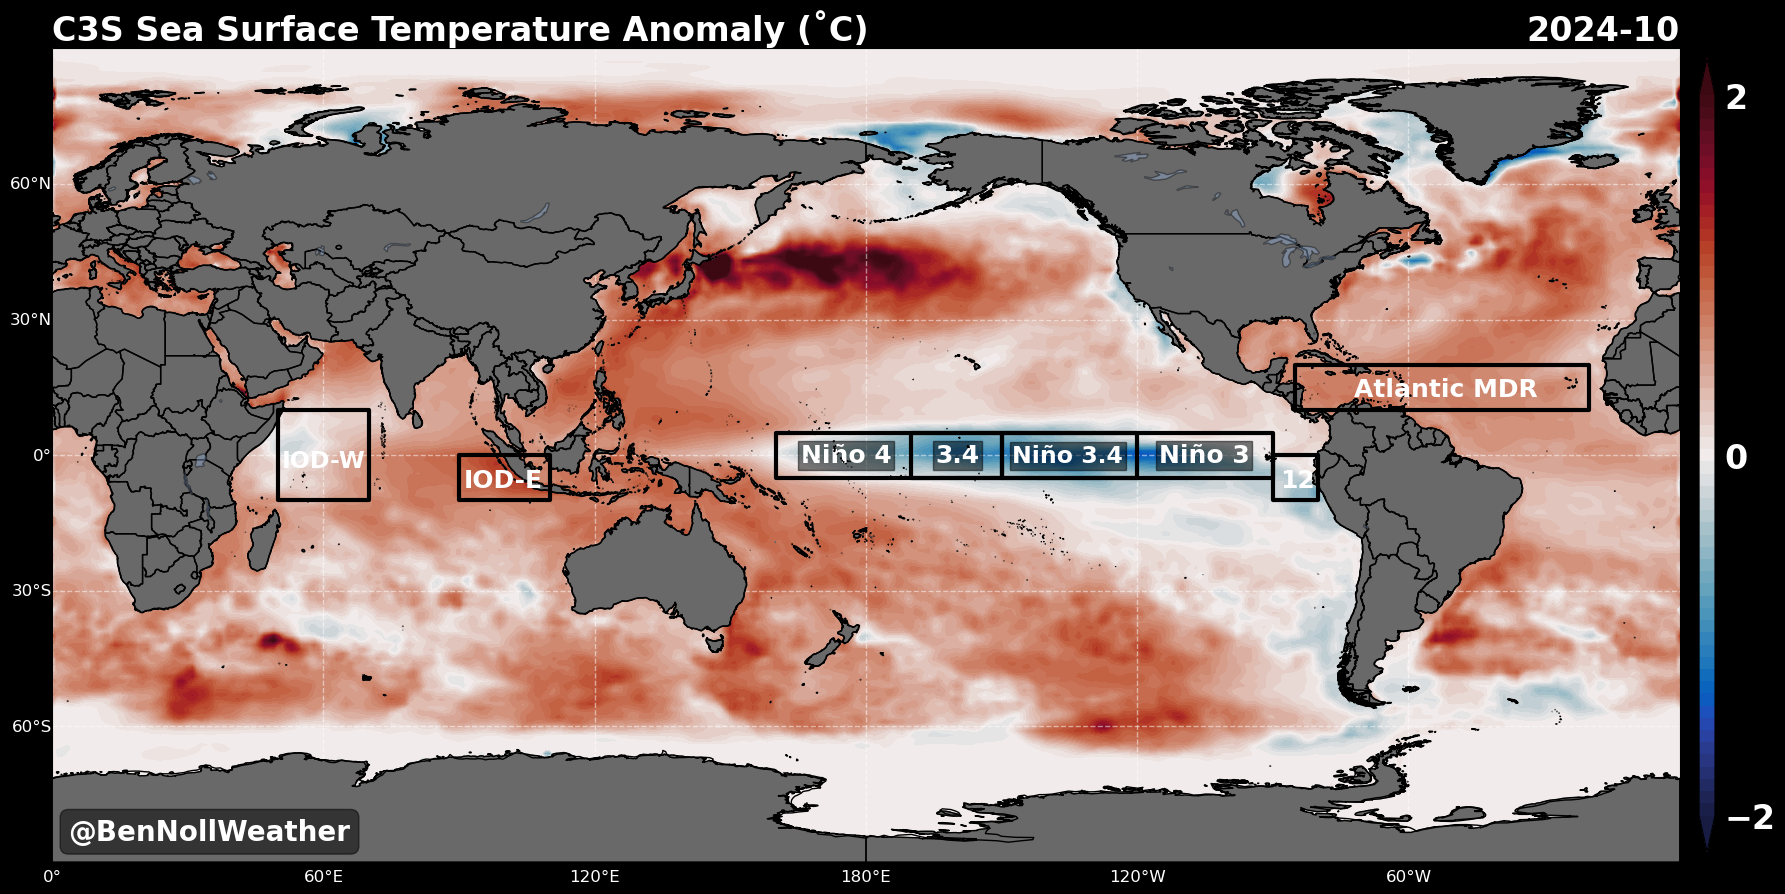 C3S Sea Surface Temperature Anomaly (˚C)
2024-10
2
0
−2
60°N
30°N
0°
30°S
60°S
IOD-W
IOD-E
Niño 4
3.4
Niño 3.4
Niño 3
12
Atlantic MDR
@BenNollWeather
0°
60°E
120°E
180°E
120°W
60°W